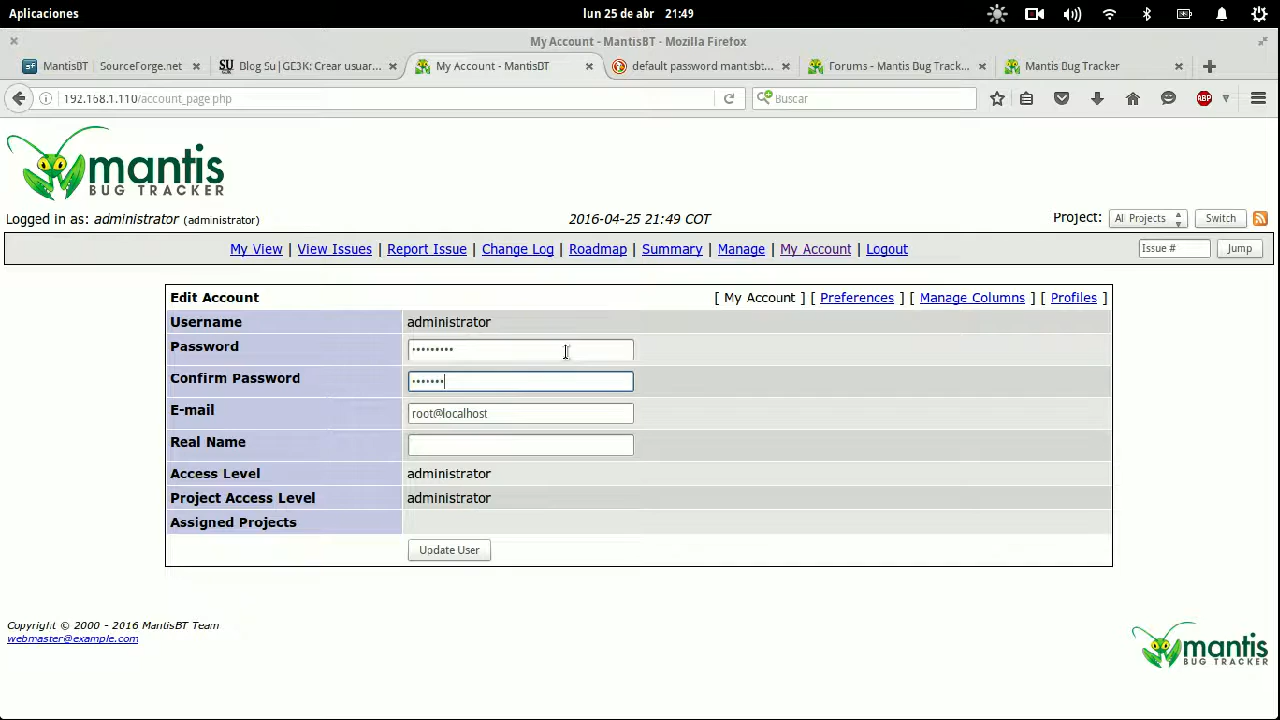 Aplicaciones
lun 25 de abr 21:49
My Account - MantisBT - Mozilla Firefox
MantisBT | SourceForge.net
Blog Su|GE3K: Crear usuar...
My Account - MantisBT
default password mantisbt...
Forums - Mantis Bug Track...
Mantis Bug Tracker
192.168.1.110/account_page.php
Buscar
ABP
mantis
BUG TRACKER
Logged in as: administrator (administrator)
2016-04-25 21:49 COT
Project: All Projects Switch
My View | View Issues | Report Issue | Change Log | Roadmap | Summary | Manage | My Account | Logout
Issue # Jump
Edit Account
[ My Account ] [ Preferences ] [ Manage Columns ] [ Profiles ]
Username administrator
Password •••••••••
Confirm Password •••••••
E-mail root@localhost
Real Name
Access Level administrator
Project Access Level administrator
Assigned Projects
Update User
Copyright © 2000 - 2016 MantisBT Team
webmaster@example.com
mantis
BUG TRACKER